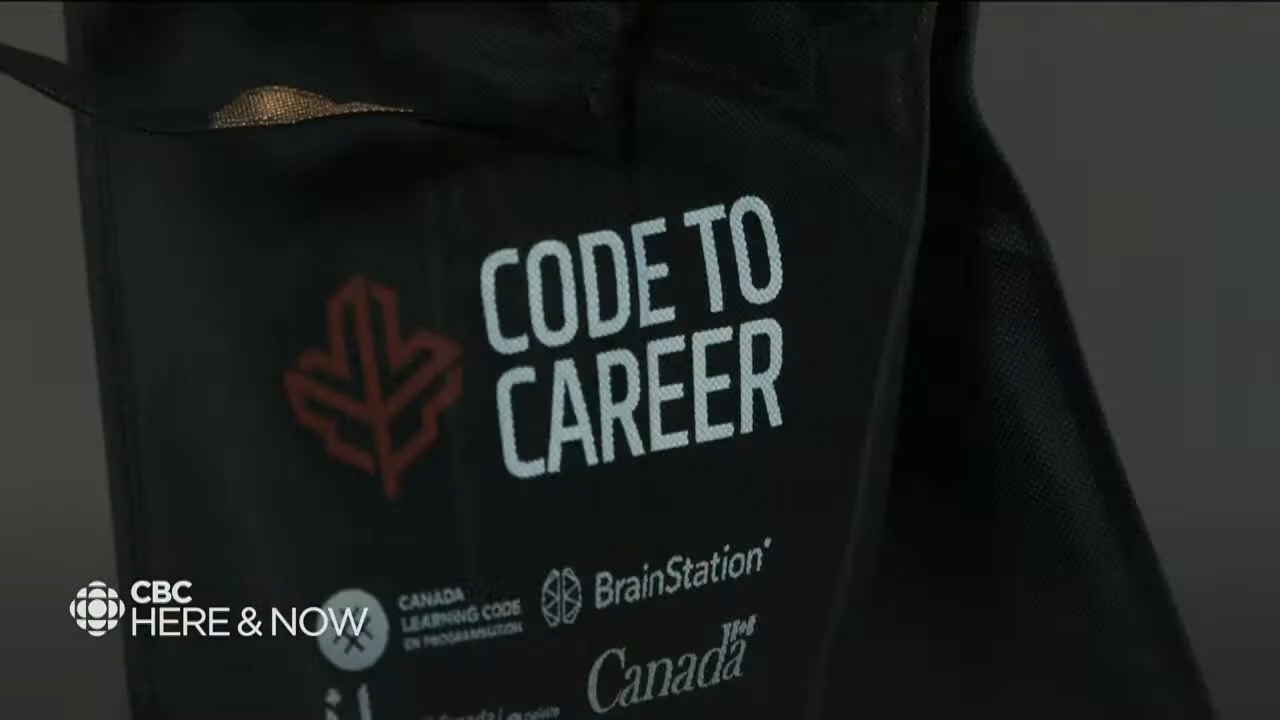 CODE TO
CAREER
CANADA
LEARNING CODE
EN PROGRAMMATION
BrainStation
Canada
CBC
HERE & NOW